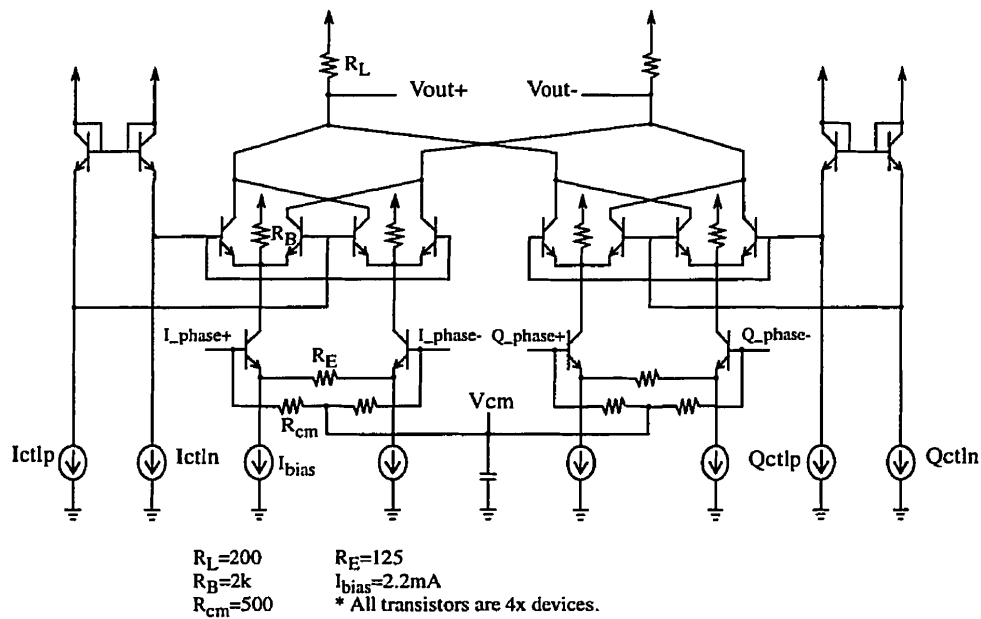 R_L
Vout+
Vout-
R_B
I_phase+
I_phase-
Q_phase+
Q_phase-
R_E
R_cm
Vcm
Ictlp
Ictln
I_bias
Qctlp
Qctln
R_L=200
R_E=125
R_B=2k
I_bias=2.2mA
R_cm=500
* All transistors are 4x devices.